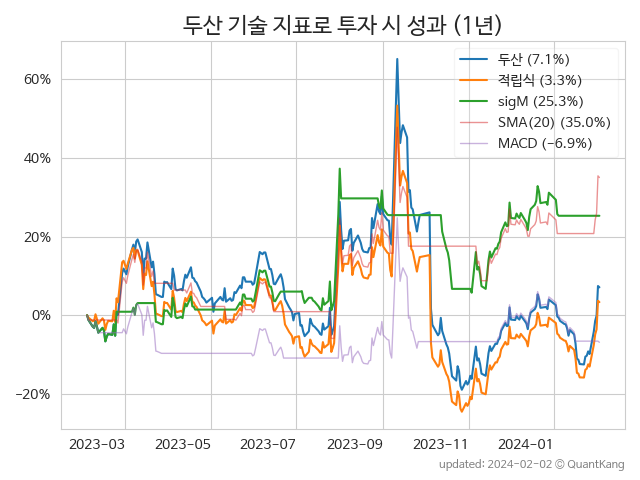 두산 기술 지표로 투자 시 성과 (1년)
두산 (7.1%)
적립식 (3.3%)
sigM (25.3%)
SMA(20) (35.0%)
MACD (−6.9%)
60%
40%
20%
0%
−20%
2023-03
2023-05
2023-07
2023-09
2023-11
2024-01
updated: 2024-02-02 © QuantKang